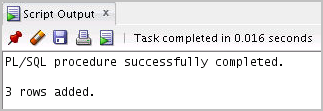 Script Output x
Task completed in 0.016 seconds
PL/SQL procedure successfully completed.
3 rows added.